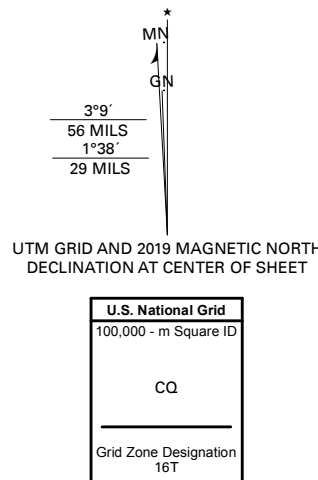 MN
GN
3°9´
56 MILS
1°38´
29 MILS
UTM GRID AND 2019 MAGNETIC NORTH
DECLINATION AT CENTER OF SHEET
U.S. National Grid
100,000 - m Square ID
CQ
Grid Zone Designation
16T